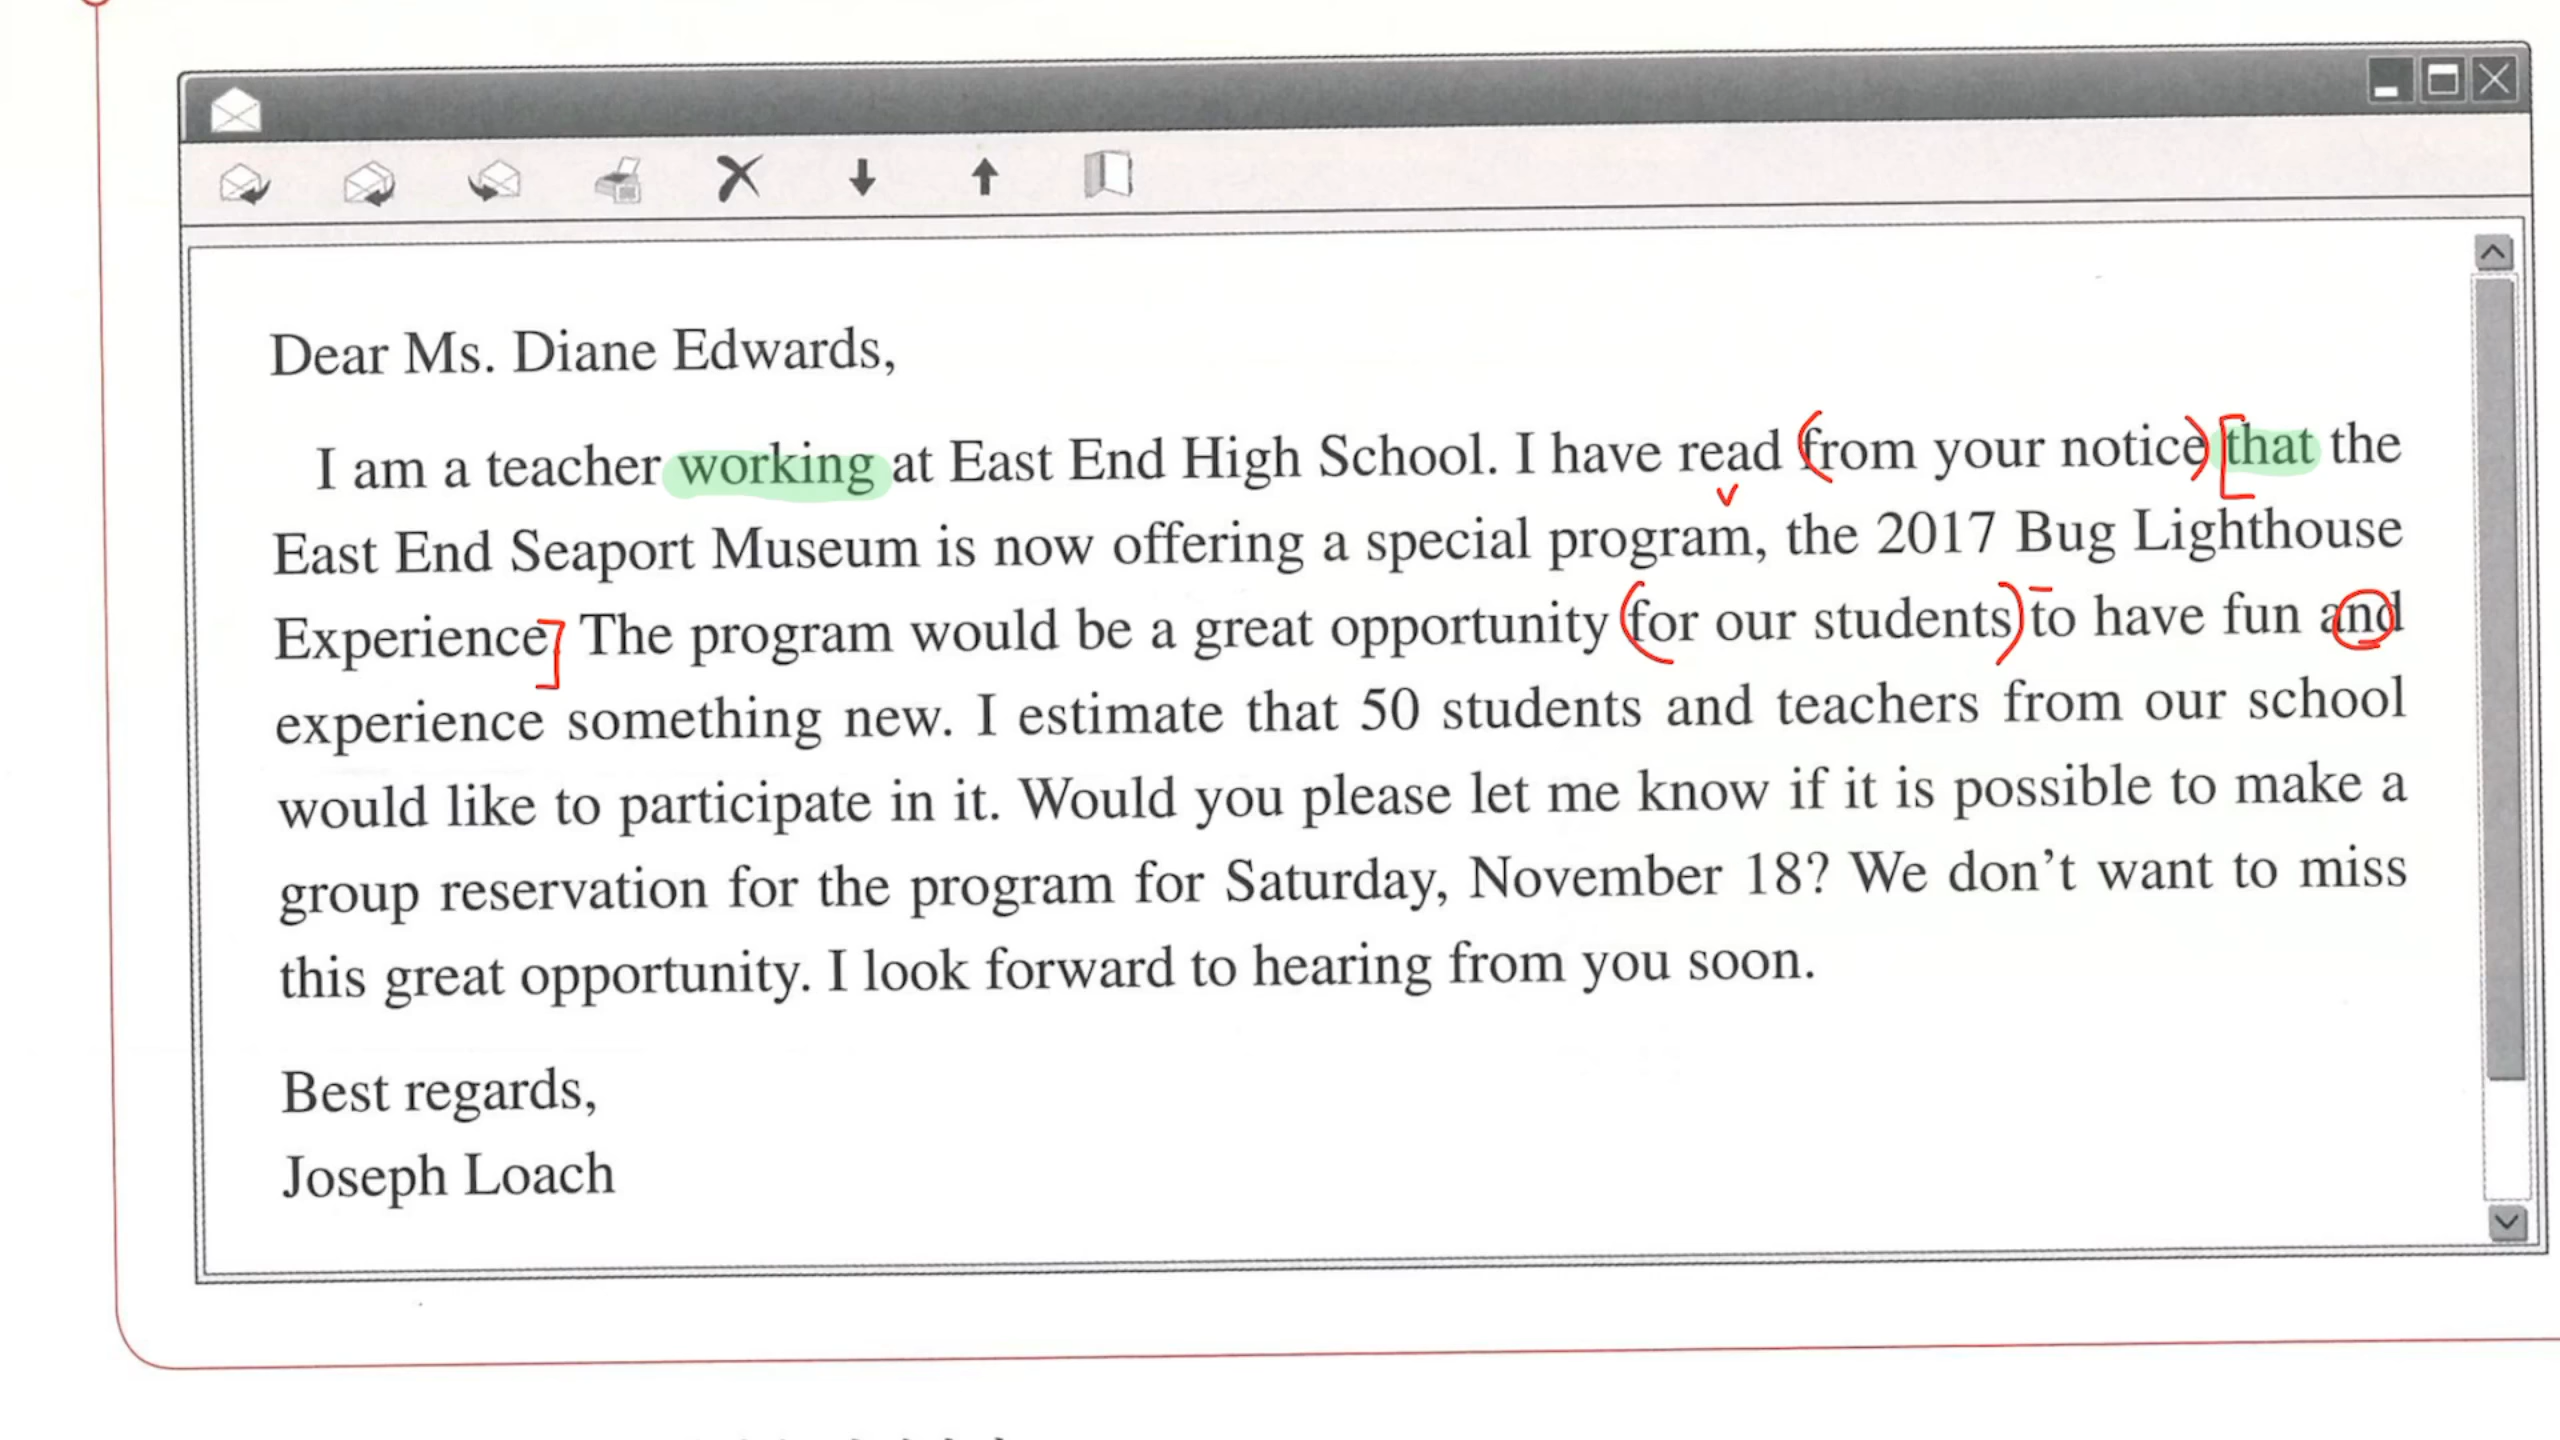 Dear Ms. Diane Edwards,
I am a teacher working at East End High School. I have read from your notice that the
East End Seaport Museum is now offering a special program, the 2017 Bug Lighthouse
Experience. The program would be a great opportunity for our students to have fun and
experience something new. I estimate that 50 students and teachers from our school
would like to participate in it. Would you please let me know if it is possible to make a
group reservation for the program for Saturday, November 18? We don't want to miss
this great opportunity. I look forward to hearing from you soon.
Best regards,
Joseph Loach